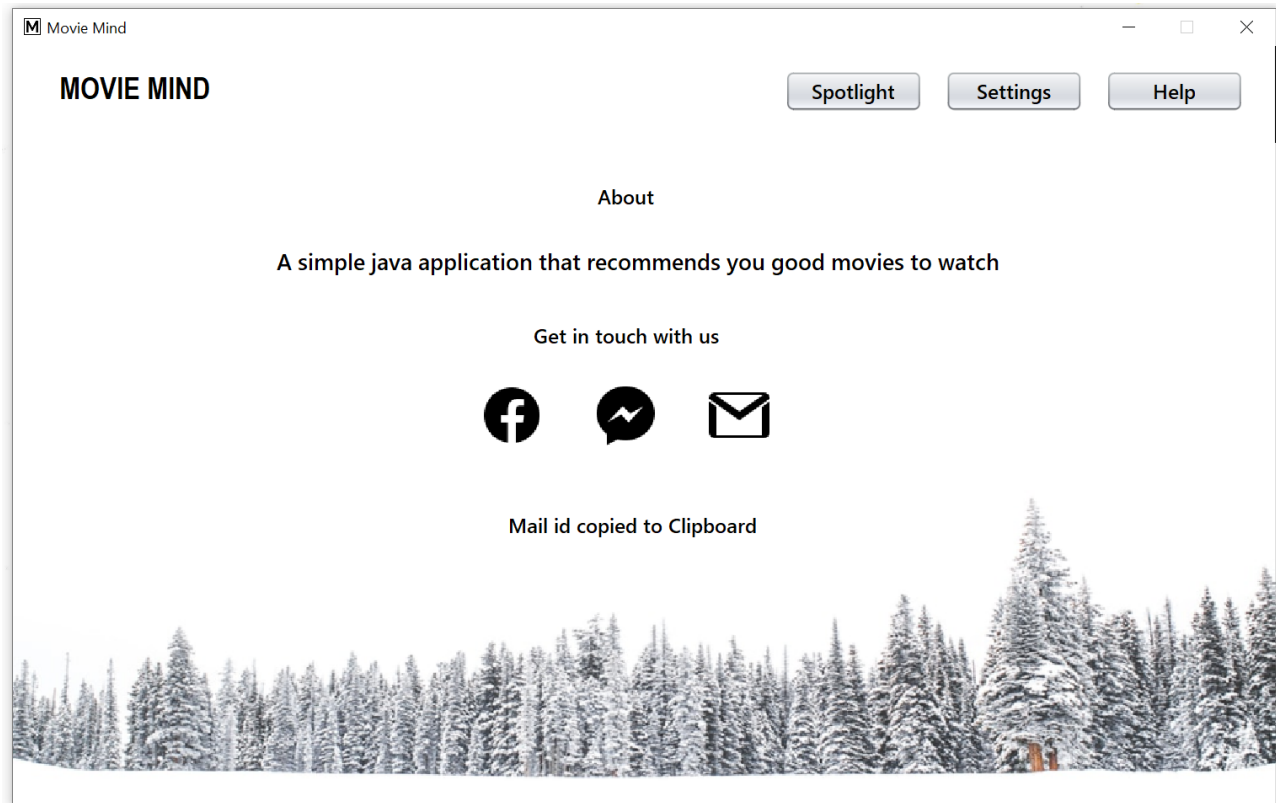 M Movie Mind
MOVIE MIND
Spotlight Settings Help
About
A simple java application that recommends you good movies to watch
Get in touch with us
Mail id copied to Clipboard